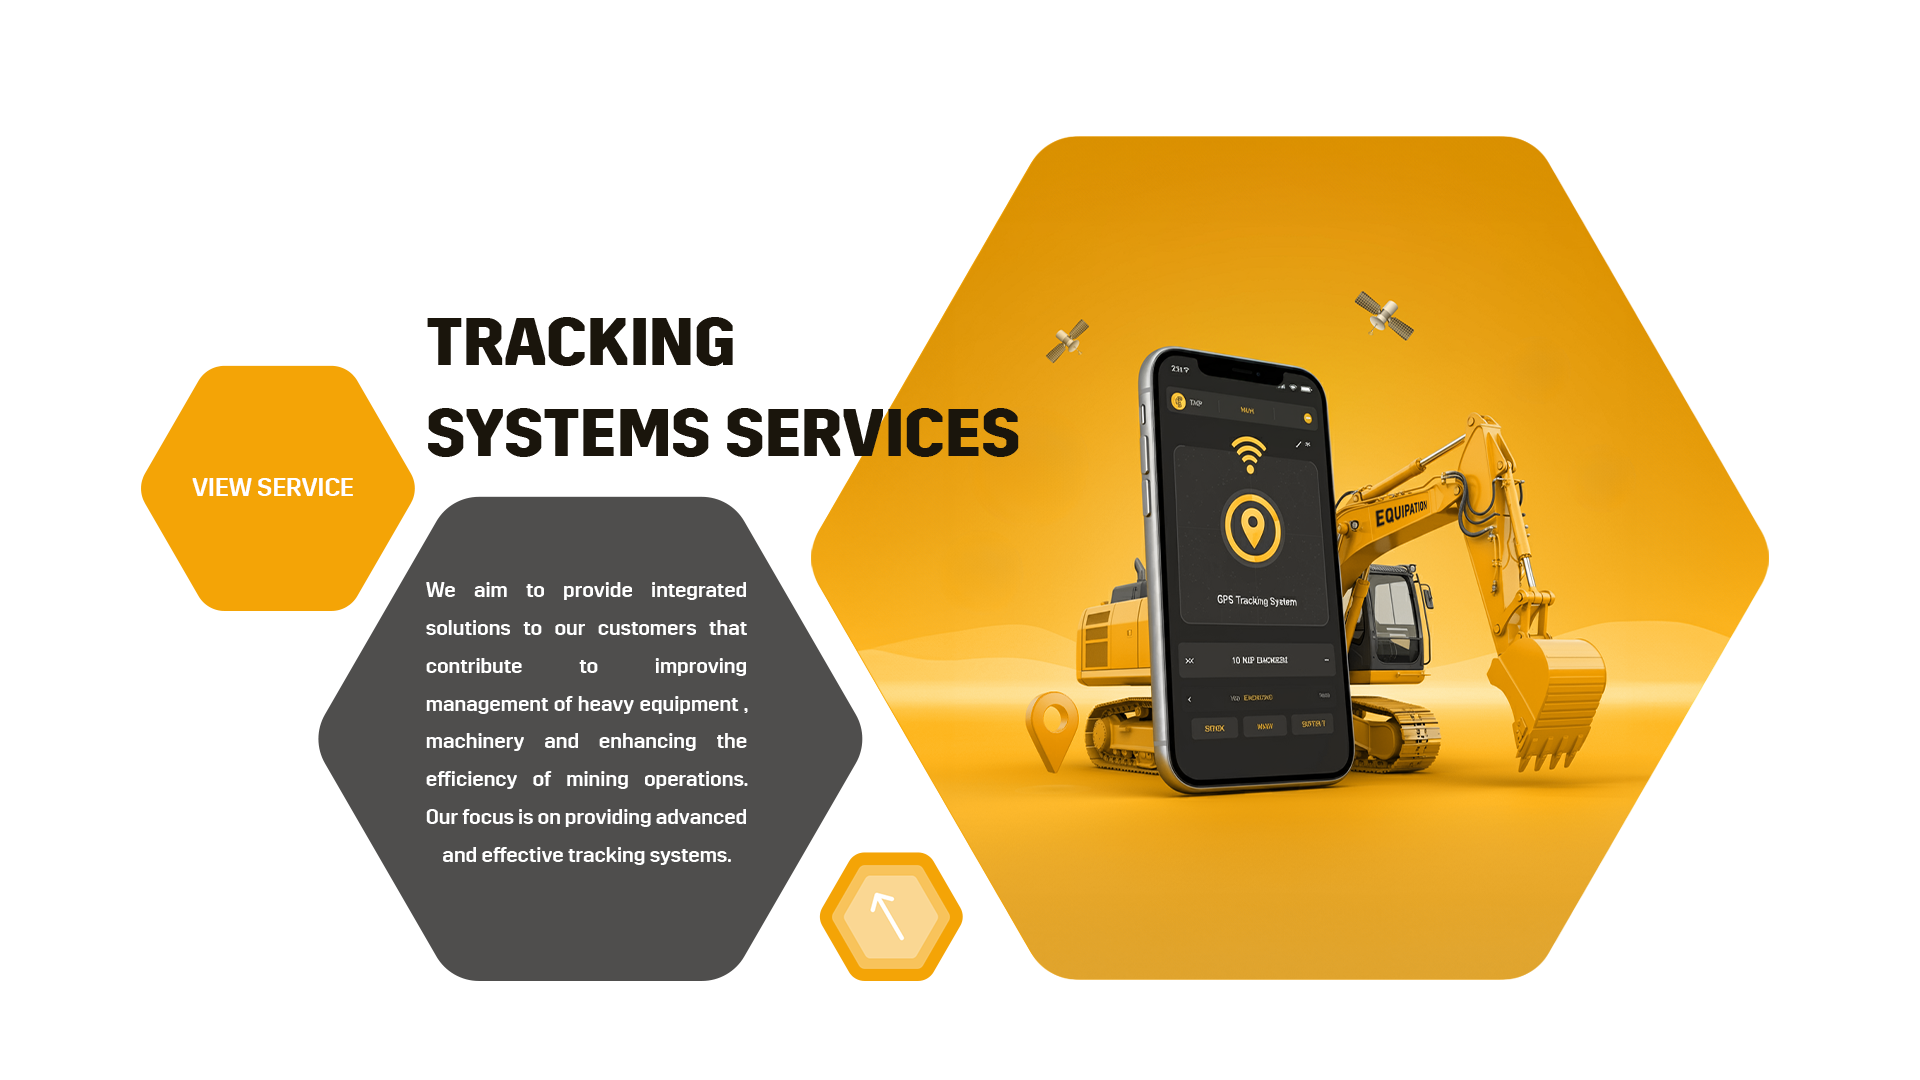 TRACKING
SYSTEMS SERVICES
VIEW SERVICE
We aim to provide integrated
solutions to our customers that
contribute to improving
management of heavy equipment ,
machinery and enhancing the
efficiency of mining operations.
Our focus is on providing advanced
and effective tracking systems.
EQUIPATION
GPS Tracking System